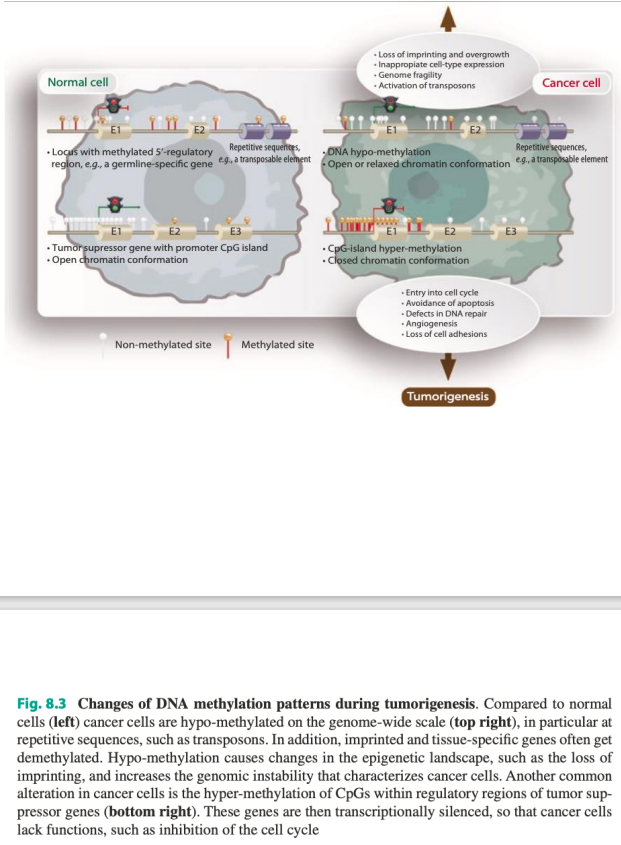 • Loss of imprinting and overgrowth
• Inappropiate cell-type expression
• Genome fragility
• Activation of transposons
Normal cell
Cancer cell
E1
E2
Repetitive sequences,
e.g., a transposable element
• Locus with methylated 5'-regulatory
region, e.g., a germline-specific gene
E1
E2
Repetitive sequences,
e.g., a transposable element
• DNA hypo-methylation
• Open or relaxed chromatin conformation
E1
E2
E3
• Tumor supressor gene with promoter CpG island
• Open chromatin conformation
E1
E2
E3
• CpG-island hyper-methylation
• Closed chromatin conformation
• Entry into cell cycle
• Avoidance of apoptosis
• Defects in DNA repair
• Angiogenesis
• Loss of cell adhesions
Non-methylated site
Methylated site
Tumorigenesis
Fig. 8.3 Changes of DNA methylation patterns during tumorigenesis. Compared to normal
cells (left) cancer cells are hypo-methylated on the genome-wide scale (top right), in particular at
repetitive sequences, such as transposons. In addition, imprinted and tissue-specific genes often get
demethylated. Hypo-methylation causes changes in the epigenetic landscape, such as the loss of
imprinting, and increases the genomic instability that characterizes cancer cells. Another common
alteration in cancer cells is the hyper-methylation of CpGs within regulatory regions of tumor sup-
pressor genes (bottom right). These genes are then transcriptionally silenced, so that cancer cells
lack functions, such as inhibition of the cell cycle